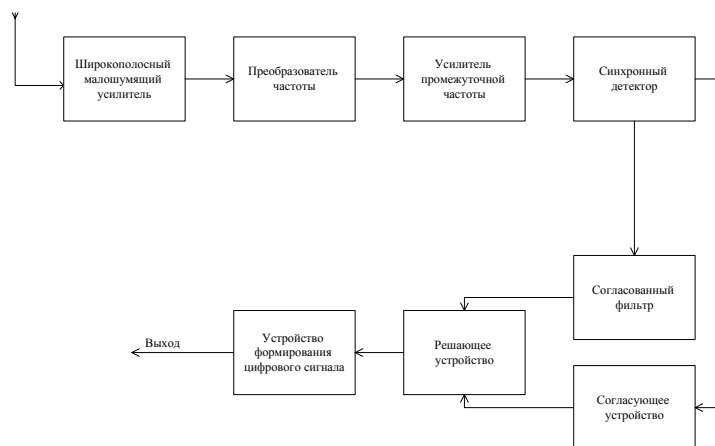 Широкополосный
малошумящий
усилитель
Преобразователь
частоты
Усилитель
промежуточной
частоты
Синхронный
детектор
Согласованный
фильтр
Выход
Устройство
формирования
цифрового сигнала
Решающее
устройство
Согласующее
устройство